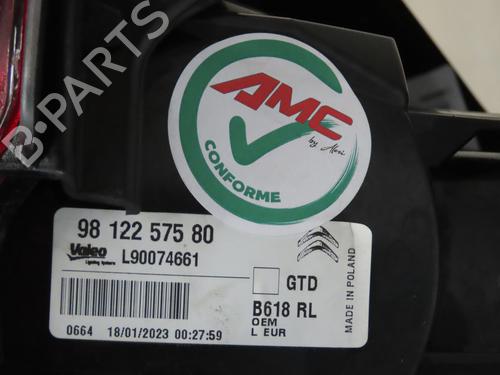 B-PARTS
AMC
by Alexi
CONFORME
98 122 575 80
Valeo
Lighting Systems
L90074661
GTD
B618 RL
OEM
L EUR
MADE IN POLAND
0664 18/01/2023 00:27:59